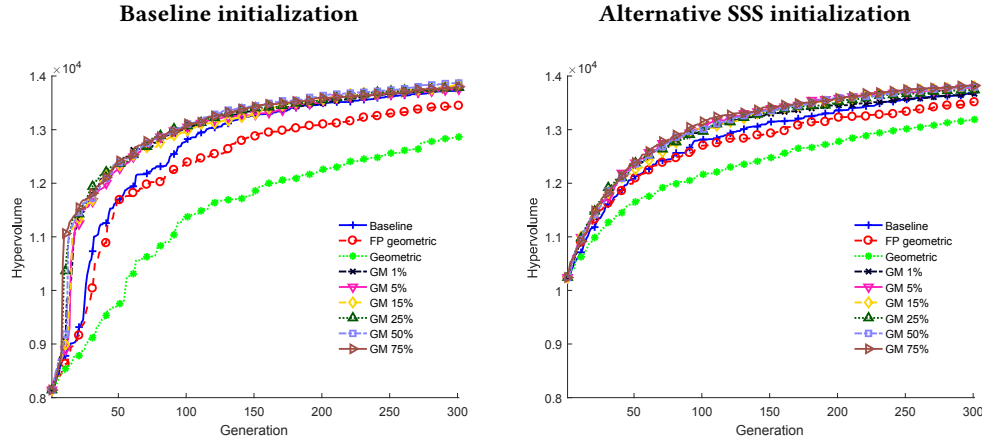 Baseline initialization
×10⁴
1.4
1.3
1.2
1.1
1
0.9
0.8
Hypervolume
50
100
150
200
250
300
Generation
Baseline
FP geometric
Geometric
GM 1%
GM 5%
GM 15%
GM 25%
GM 50%
GM 75%
Alternative SSS initialization
×10⁴
1.4
1.3
1.2
1.1
1
0.9
0.8
Hypervolume
50
100
150
200
250
300
Generation
Baseline
FP geometric
Geometric
GM 1%
GM 5%
GM 15%
GM 25%
GM 50%
GM 75%